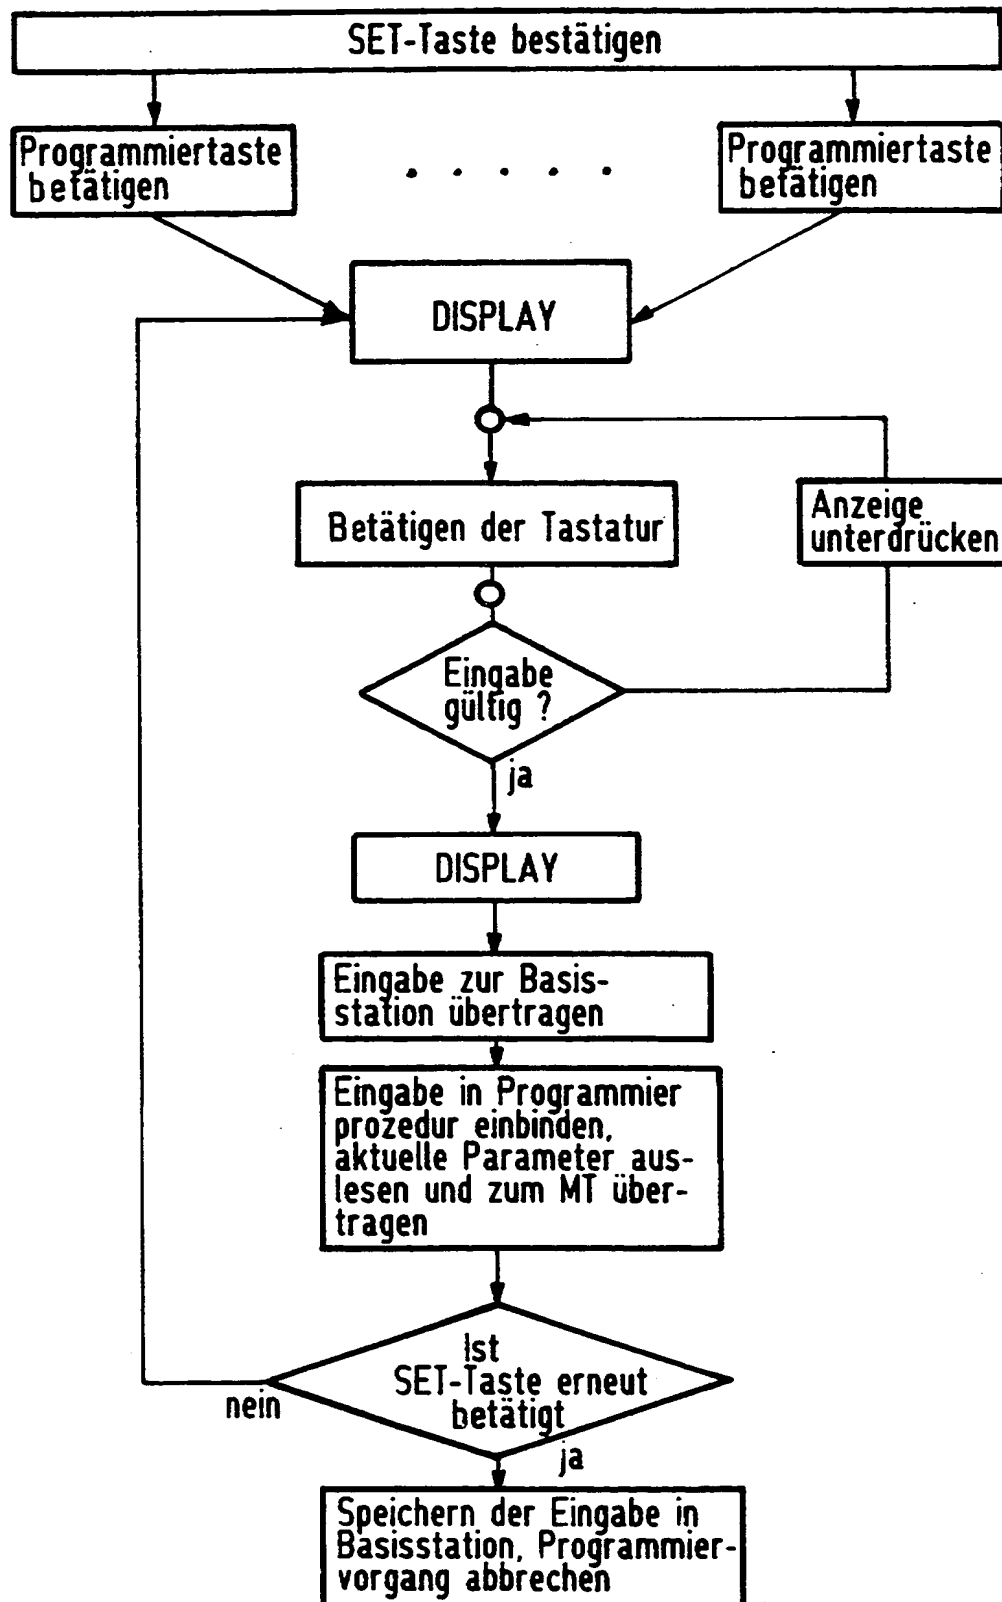 SET-Taste bestätigen
Programmiertaste
betätigen
Programmiertaste
betätigen
DISPLAY
Betätigen der Tastatur
Anzeige
unterdrücken
Eingabe
gültig ?
ja
DISPLAY
Eingabe zur Basis-
station übertragen
Eingabe in Programmier
prozedur einbinden,
aktuelle Parameter aus-
lesen und zum MT über-
tragen
Ist
SET-Taste erneut
betätigt
nein
ja
Speichern der Eingabe in
Basisstation, Programmier-
vorgang abbrechen